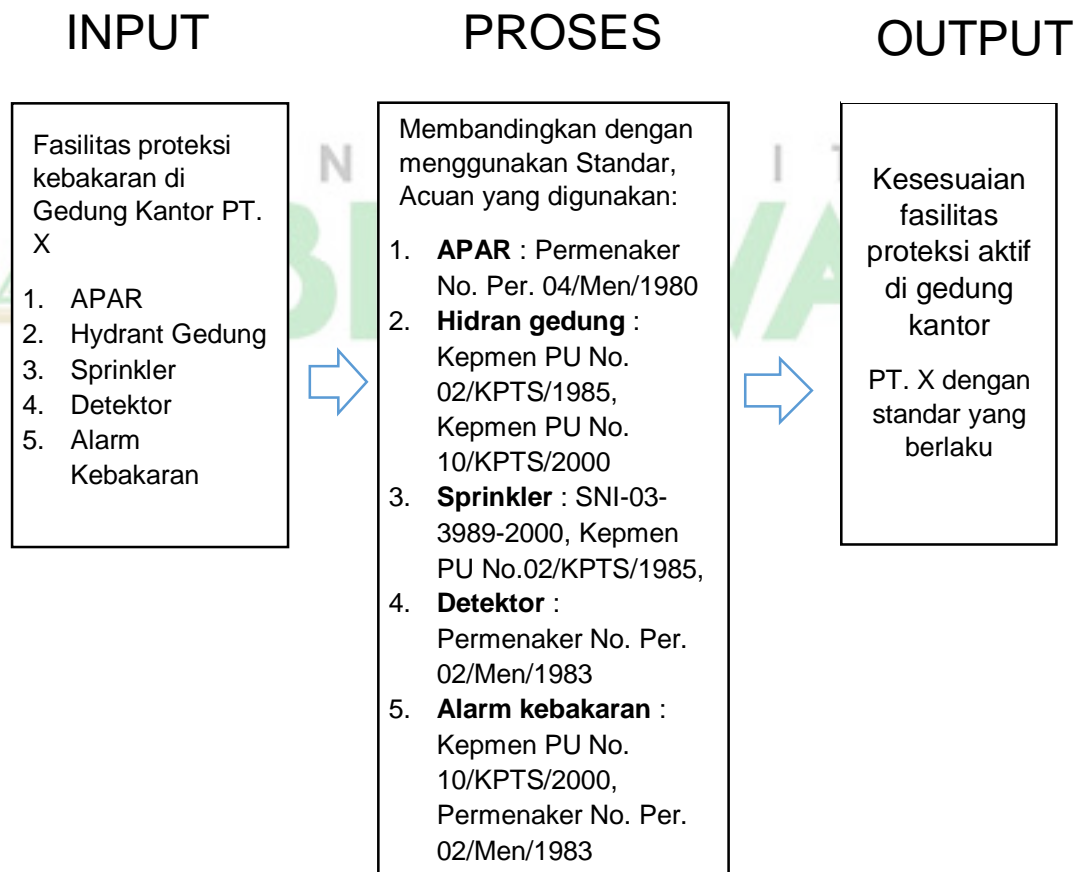 INPUT
PROSES
OUTPUT
Fasilitas proteksi
kebakaran di
Gedung Kantor PT.
X
1. APAR
2. Hydrant Gedung
3. Sprinkler
4. Detektor
5. Alarm
Kebakaran
Membandingkan dengan
menggunakan Standar,
Acuan yang digunakan:
1. APAR : Permenaker
No. Per. 04/Men/1980
2. Hidran gedung :
Kepmen PU No.
02/KPTS/1985,
Kepmen PU No.
10/KPTS/2000
3. Sprinkler : SNI-03-
3989-2000, Kepmen
PU No.02/KPTS/1985,
4. Detektor :
Permenaker No. Per.
02/Men/1983
5. Alarm kebakaran :
Kepmen PU No.
10/KPTS/2000,
Permenaker No. Per.
02/Men/1983
Kesesuaian
fasilitas
proteksi aktif
di gedung
kantor
PT. X dengan
standar yang
berlaku